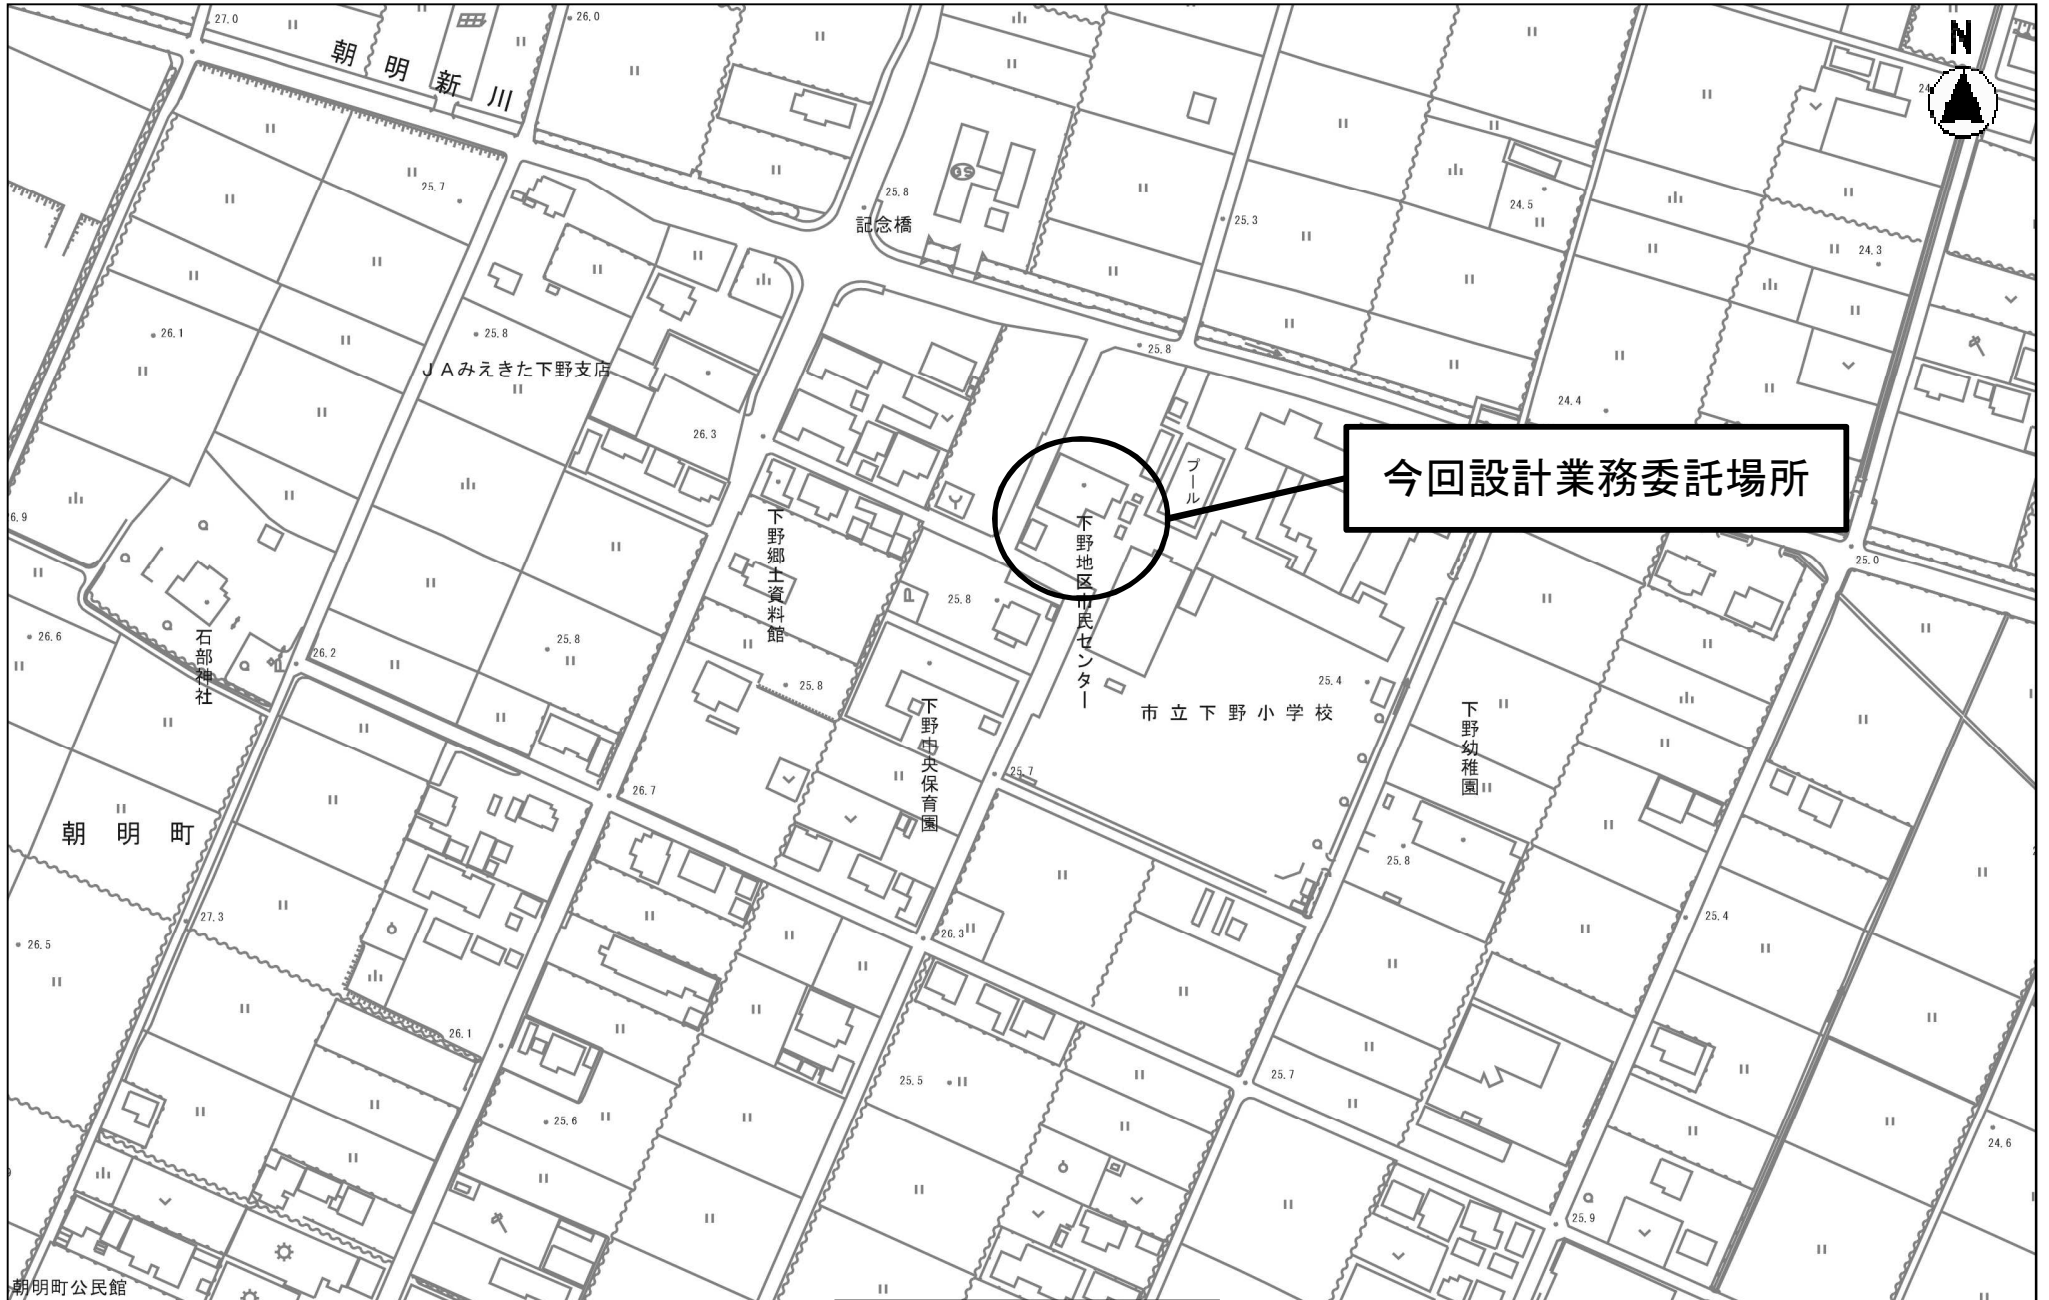 27.0
26.0
N
朝明新川
25.7
25.8
記念橋
GS
25.3
24.5
24.3
26.1
25.8
JAみえきた下野支店
25.8
24.4
26.3
プール
今回設計業務委託場所
下野郷土資料館
下野地区市民センター
25.0
25.8
26.6
石部神社
26.2
25.8
25.8
25.4
市立下野小学校
下野幼稚園
下野中央保育園
25.7
26.7
朝明町
25.8
27.3
26.5
26.3
25.4
26.1
25.5
25.7
25.6
24.6
25.9
朝明町公民館